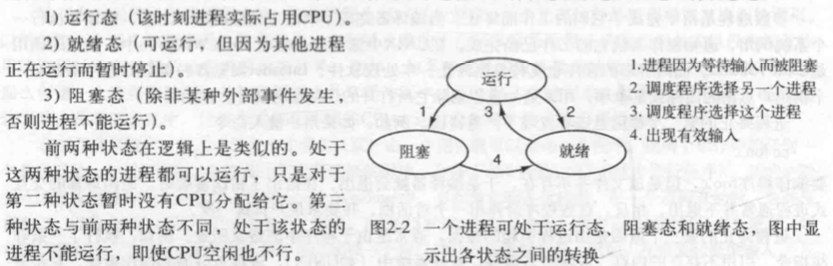 1) 运行态（该时刻进程实际占用CPU）。
2) 就绪态（可运行，但因为其他进程
正在运行而暂时停止）。
3) 阻塞态（除非某种外部事件发生，
否则进程不能运行）。
前两种状态在逻辑上是类似的。处于
这两种状态的进程都可以运行，只是对于
第二种状态暂时没有CPU分配给它。第三
种状态与前两种状态不同，处于该状态的
进程不能运行，即使CPU空闲也不行。
运行
3
阻塞
4
就绪
1.进程因为等待输入而被阻塞
2. 调度程序选择另一个进程
3. 调度程序选择这个进程
4. 出现有效输入
图2-2 一个进程可处于运行态、阻塞态和就绪态，图中显
示出各状态之间的转换